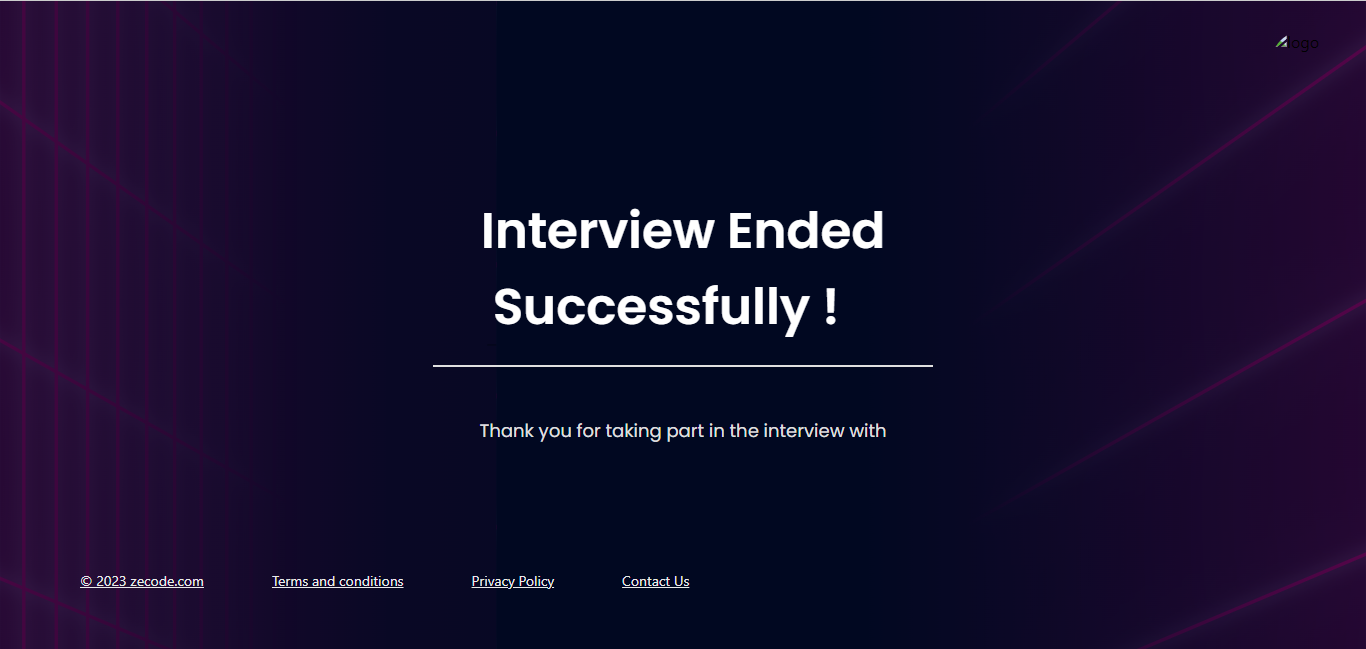 logo
Interview Ended
Successfully !
Thank you for taking part in the interview with
© 2023 zecode.com Terms and conditions Privacy Policy Contact Us